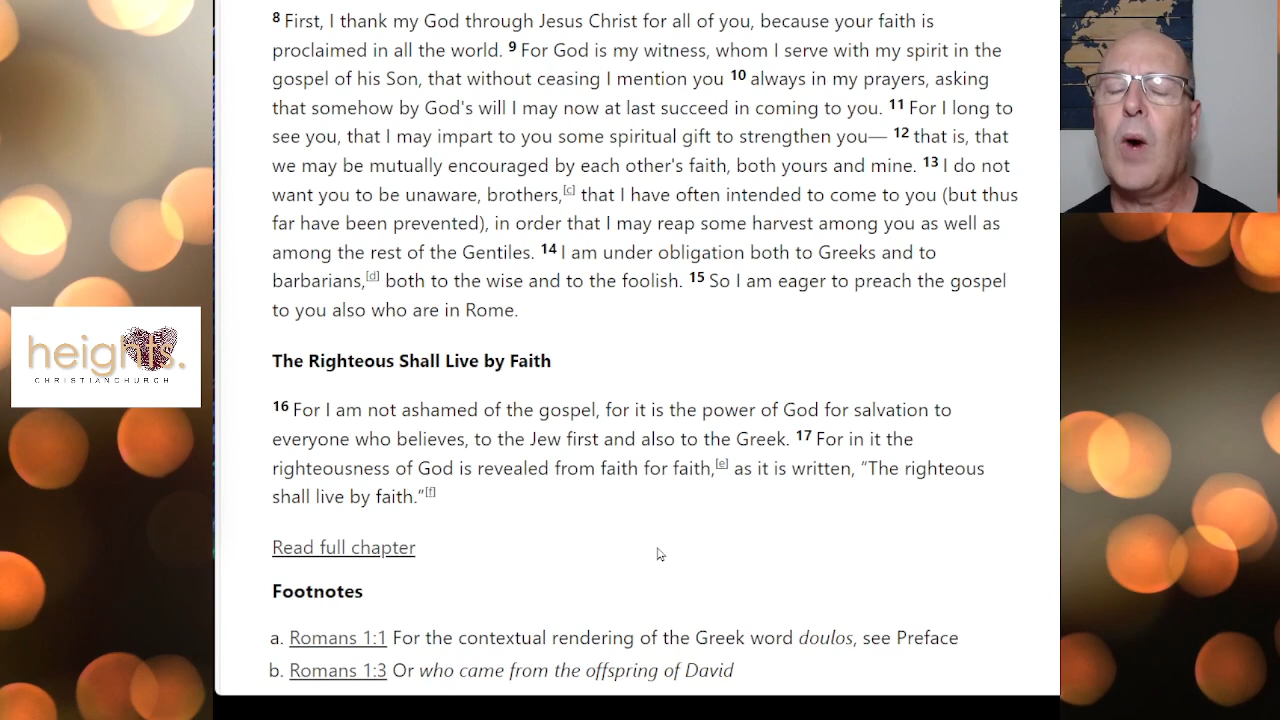 8 First, I thank my God through Jesus Christ for all of you, because your faith is
proclaimed in all the world. 9 For God is my witness, whom I serve with my spirit in the
gospel of his Son, that without ceasing I mention you 10 always in my prayers, asking
that somehow by God's will I may now at last succeed in coming to you. 11 For I long to
see you, that I may impart to you some spiritual gift to strengthen you— 12 that is, that
we may be mutually encouraged by each other's faith, both yours and mine. 13 I do not
want you to be unaware, brothers,[c] that I have often intended to come to you (but thus
far have been prevented), in order that I may reap some harvest among you as well as
among the rest of the Gentiles. 14 I am under obligation both to Greeks and to
barbarians,[d] both to the wise and to the foolish. 15 So I am eager to preach the gospel
to you also who are in Rome.
The Righteous Shall Live by Faith
16 For I am not ashamed of the gospel, for it is the power of God for salvation to
everyone who believes, to the Jew first and also to the Greek. 17 For in it the
righteousness of God is revealed from faith for faith,[e] as it is written, “The righteous
shall live by faith.”[f]
Read full chapter
Footnotes
a. Romans 1:1 For the contextual rendering of the Greek word doulos, see Preface
b. Romans 1:3 Or who came from the offspring of David
heights.
CHRISTIANCHURCH